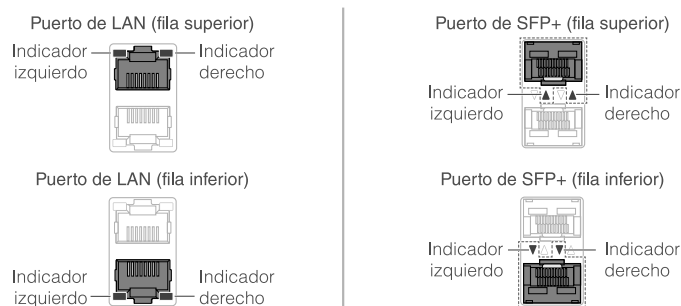 Puerto de LAN (fila superior)
Indicador
izquierdo
Indicador
derecho
Puerto de LAN (fila inferior)
Indicador
izquierdo
Indicador
derecho
Puerto de SFP+ (fila superior)
Indicador
izquierdo
Indicador
derecho
Puerto de SFP+ (fila inferior)
Indicador
izquierdo
Indicador
derecho